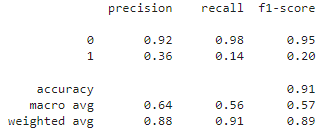 precision recall f1-score
0 0.92 0.98 0.95
1 0.36 0.14 0.20
accuracy 0.91
macro avg 0.64 0.56 0.57
weighted avg 0.88 0.91 0.89